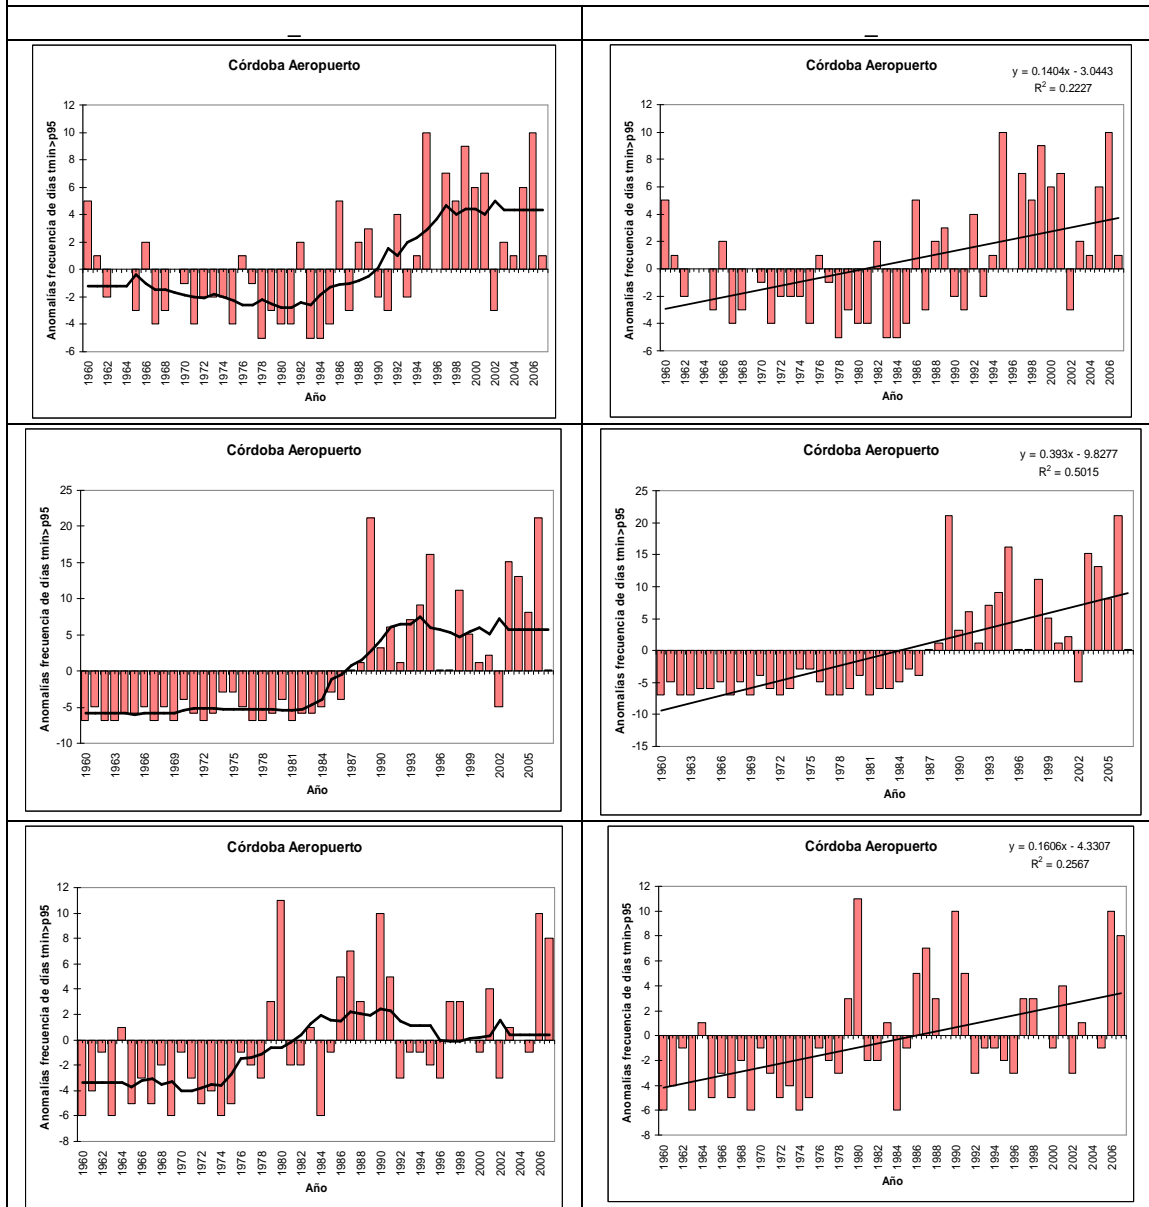 Córdoba Aeropuerto
Anomalías frecuencia de días tmin>p95
12
10
8
6
4
2
0
-2
-4
-6
1960 1962 1964 1966 1968 1970 1972 1974 1976 1978 1980 1982 1984 1986 1988 1990 1992 1994 1996 1998 2000 2002 2004 2006
Año
Córdoba Aeropuerto
y = 0.1404x - 3.0443
R² = 0.2227
Anomalías frecuencia de días tmin>p95
12
10
8
6
4
2
0
-2
-4
-6
1960 1962 1964 1966 1968 1970 1972 1974 1976 1978 1980 1982 1984 1986 1988 1990 1992 1994 1996 1998 2000 2002 2004 2006
Año
Córdoba Aeropuerto
Anomalías frecuencia de días tmin>p95
25
20
15
10
5
0
-5
-10
1960 1963 1966 1969 1972 1975 1978 1981 1984 1987 1990 1993 1996 1999 2002 2005
Año
Córdoba Aeropuerto
y = 0.393x - 9.8277
R² = 0.5015
Anomalías frecuencia de días tmin>p95
25
20
15
10
5
0
-5
-10
-15
1960 1963 1966 1969 1972 1975 1978 1981 1984 1987 1990 1993 1996 1999 2002 2005
Año
Córdoba Aeropuerto
Anomalías frecuencia de días tmin>p95
12
10
8
6
4
2
0
-2
-4
-6
-8
1960 1962 1964 1966 1968 1970 1972 1974 1976 1978 1980 1982 1984 1986 1988 1990 1992 1994 1996 1998 2000 2002 2004 2006
Año
Córdoba Aeropuerto
y = 0.1606x - 4.3307
R² = 0.2567
Anomalías frecuencia de días tmin>p95
12
10
8
6
4
2
0
-2
-4
-6
-8
1960 1962 1964 1966 1968 1970 1972 1974 1976 1978 1980 1982 1984 1986 1988 1990 1992 1994 1996 1998 2000 2002 2004 2006
Año